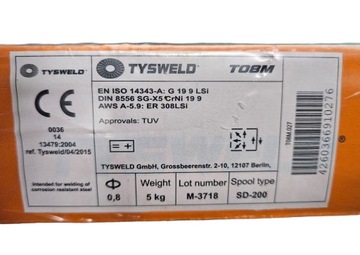 TYSWELD® TOBM
EN ISO 14343-A: G 19 9 LSi
DIN 8556 SG-X5 CrNi 19 9
AWS A-5.9: ER 308LSi
Approvals: TUV
CE
0036
14
13479:2004
ref. Tysweld/04/2015
Intended for welding of
corrosion resistant steel
TYSWELD GmbH, Grossbeerenstr. 2-10, 12107 Berlin,
Weight Lot number Spool type
0,8 5 kg M-3718 SD-200
T08M.027
4260366910276